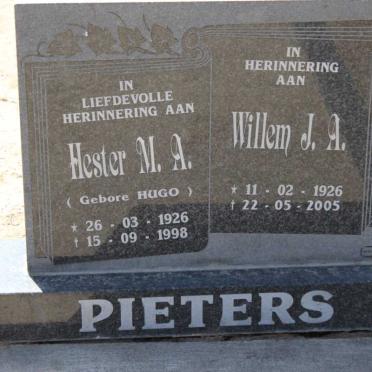 IN
LIEFDEVOLLE
HERINNERING AAN
Hester M. A.
( Gebore HUGO )
★ 26 - 03 - 1926
† 15 - 09 - 1998
IN
HERINNERING
AAN
Willem J. A.
★ 11 - 02 - 1926
† 22 - 05 - 2005
PIETERS